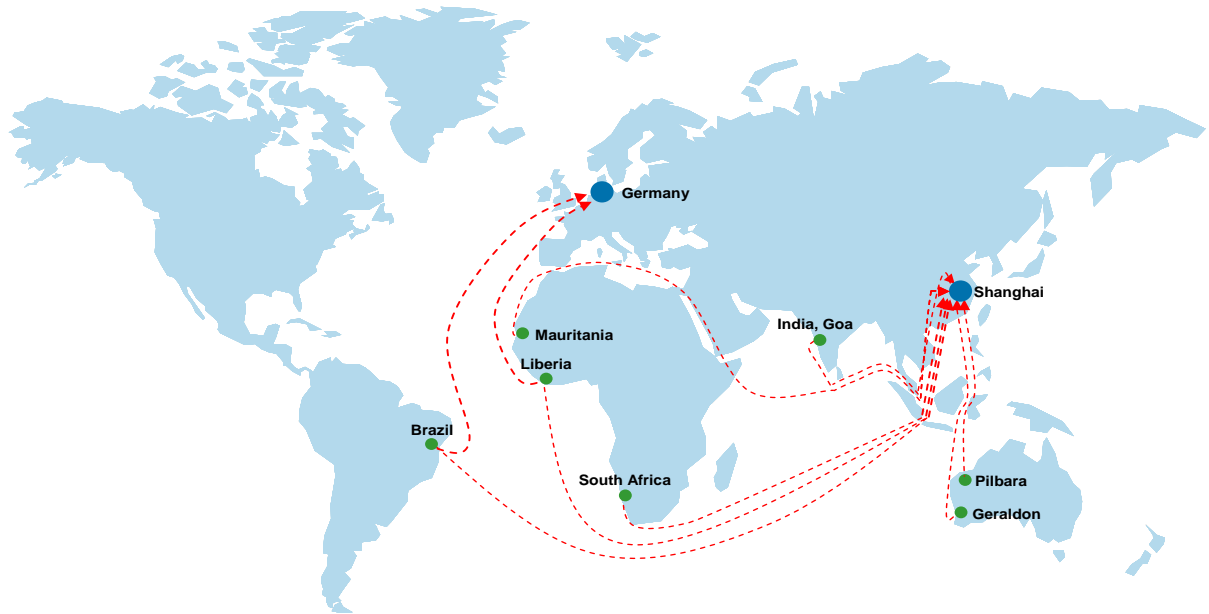 Germany
Shanghai
India, Goa
Mauritania
Liberia
Brazil
South Africa
Pilbara
Geraldon